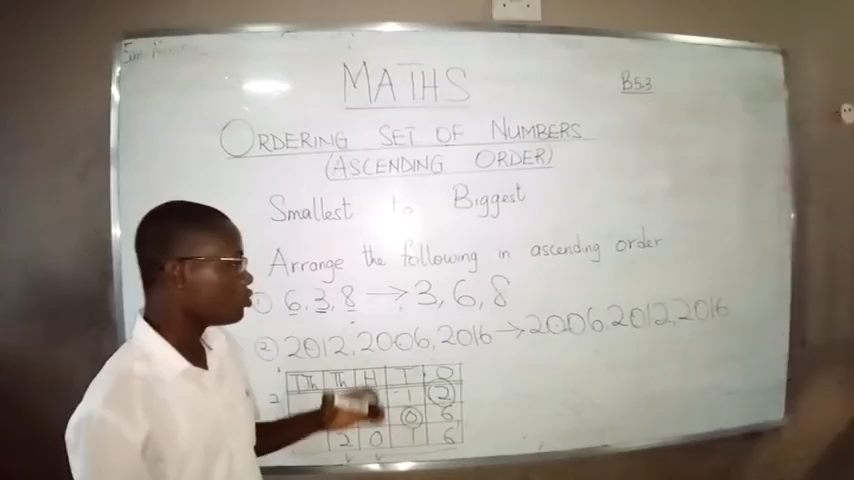 MATHS
B5.3
ORDERING SET OF NUMBERS
(ASCENDING ORDER)
Smallest to Biggest
Arrange the following in ascending order
1 6, 3, 8 → 3, 6, 8
2 2012, 2006, 2016 → 2006, 2012, 2016
TTh Th H T O
2 1 2
0 6
2 0 1 6